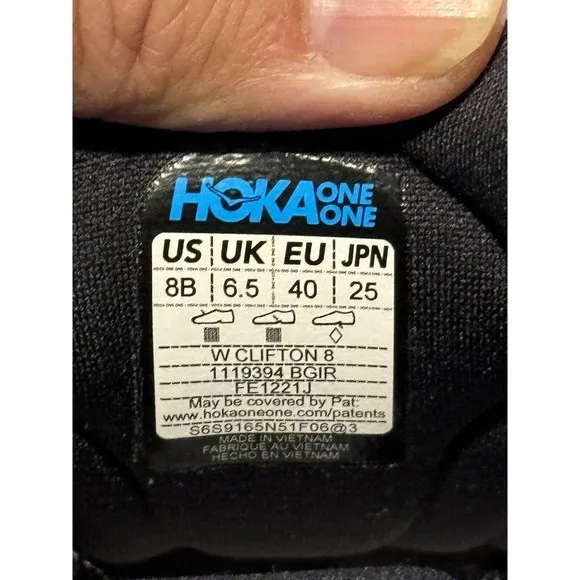 HOKA ONE ONE
US UK EU JPN
8B 6.5 40 25
W CLIFTON 8
1119394 BGIR
FE1221J
May be covered by Pat:
www.hokaoneone.com/patents
S6S9165N51F06@3
MADE IN VIETNAM
FABRIQUE AU VIETNAM
HECHO EN VIETNAM